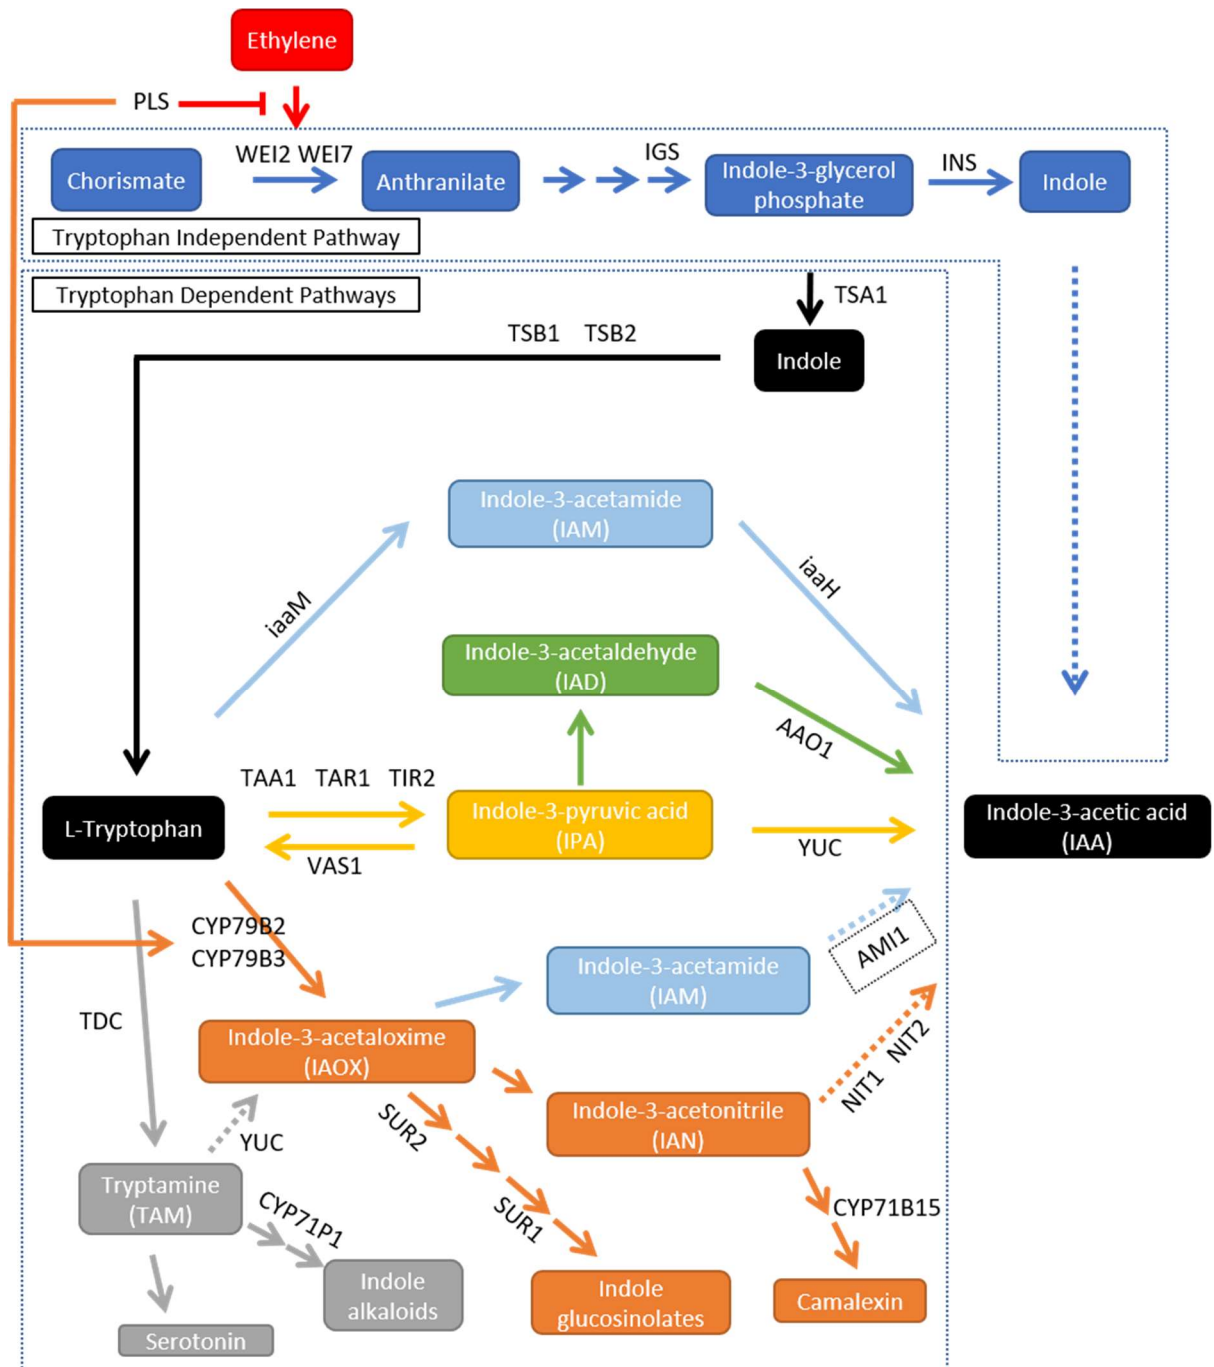 Ethylene
PLS
WEI2 WEI7
IGS
INS
Chorismate
Anthranilate
Indole-3-glycerol
phosphate
Indole
Tryptophan Independent Pathway
Tryptophan Dependent Pathways
TSA1
TSB1 TSB2
Indole
Indole-3-acetamide
(IAM)
iaaM
iaaH
Indole-3-acetaldehyde
(IAD)
AAO1
TAA1 TAR1 TIR2
L-Tryptophan
Indole-3-pyruvic acid
(IPA)
Indole-3-acetic acid
(IAA)
YUC
VAS1
CYP79B2
CYP79B3
AMI1
Indole-3-acetamide
(IAM)
TDC
Indole-3-acetaloxime
(IAOX)
NIT1 NIT2
Indole-3-acetonitrile
(IAN)
SUR2
YUC
Tryptamine
(TAM)
CYP71P1
SUR1
CYP71B15
Indole
alkaloids
Indole
glucosinolates
Camalexin
Serotonin